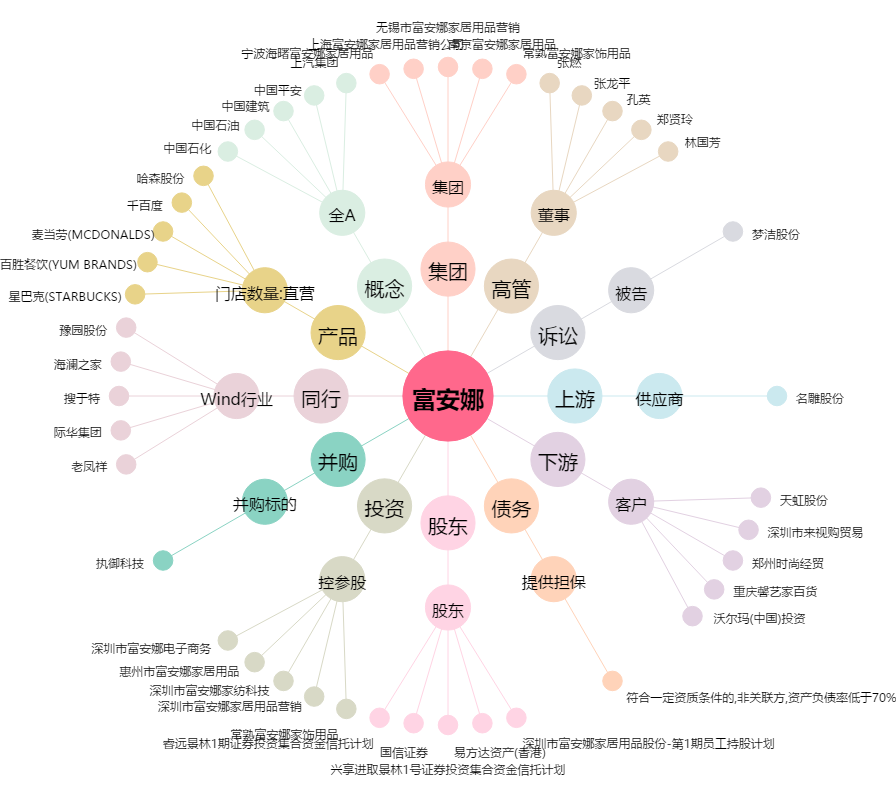 无锡市富安娜家居用品营销
上海富安娜家居用品营销公司
南京富安娜家居用品
宁波海曙富安娜家居用品
常熟富安娜家饰用品
上汽集团
张燃
中国平安
张龙平
中国建筑
孔英
中国石油
郑贤玲
中国石化
林国芳
哈森股份
集团
千百度
全A
董事
麦当劳(MCDONALDS)
梦洁股份
百胜餐饮(YUM BRANDS)
集团
概念
高管
门店数量:直营
被告
星巴克(STARBUCKS)
豫园股份
产品
诉讼
海澜之家
搜于特
Wind行业
同行
富安娜
上游
供应商
名雕股份
际华集团
老凤祥
并购
下游
并购标的
投资
债务
客户
天虹股份
股东
深圳市来视购贸易
执御科技
郑州时尚经贸
控参股
提供担保
重庆馨艺家百货
股东
沃尔玛(中国)投资
深圳市富安娜电子商务
惠州市富安娜家居用品
深圳市富安娜家纺科技
符合一定资质条件的,非关联方,资产负债率低于70%
深圳市富安娜家居用品营销
常熟富安娜家饰用品
睿远景林1期证券投资集合资金信托计划
国信证券
易方达资产(香港)
深圳市富安娜家居用品股份-第1期员工持股计划
兴享进取景林1号证券投资集合资金信托计划